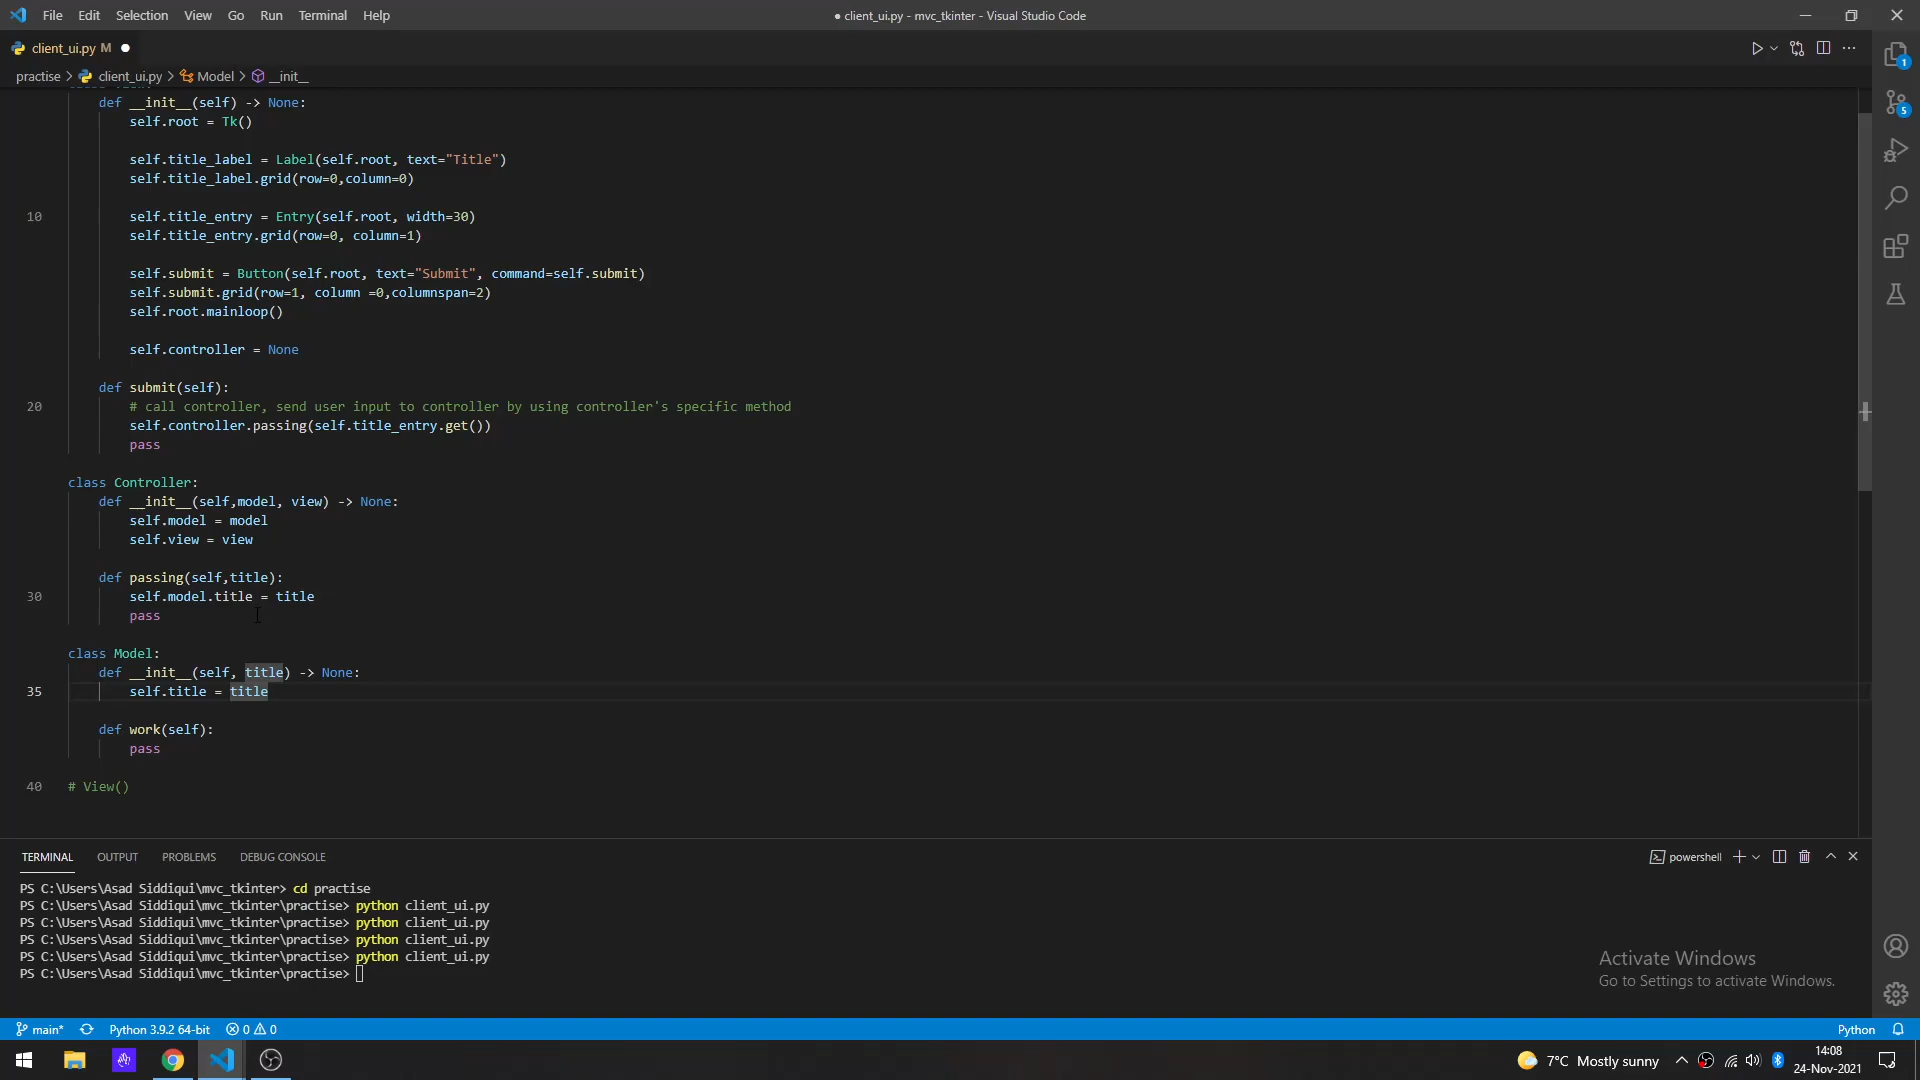 File Edit Selection View Go Run Terminal Help
● client_ui.py - mvc_tkinter - Visual Studio Code
client_ui.py M ●
practise > client_ui.py > Model > __init__
def __init__(self) -> None:
self.root = Tk()
self.title_label = Label(self.root, text="Title")
self.title_label.grid(row=0,column=0)
10 self.title_entry = Entry(self.root, width=30)
self.title_entry.grid(row=0, column=1)
self.submit = Button(self.root, text="Submit", command=self.submit)
self.submit.grid(row=1, column =0,columnspan=2)
self.root.mainloop()
self.controller = None
def submit(self):
20 # call controller, send user input to controller by using controller's specific method
self.controller.passing(self.title_entry.get())
pass
class Controller:
def __init__(self,model, view) -> None:
self.model = model
self.view = view
def passing(self,title):
30 self.model.title = title
pass
class Model:
def __init__(self, title) -> None:
35 self.title = title
def work(self):
pass
40 # View()
TERMINAL OUTPUT PROBLEMS DEBUG CONSOLE
powershell
PS C:\Users\Asad Siddiqui\mvc_tkinter> cd practise
PS C:\Users\Asad Siddiqui\mvc_tkinter\practise> python client_ui.py
PS C:\Users\Asad Siddiqui\mvc_tkinter\practise> python client_ui.py
PS C:\Users\Asad Siddiqui\mvc_tkinter\practise> python client_ui.py
PS C:\Users\Asad Siddiqui\mvc_tkinter\practise> python client_ui.py
PS C:\Users\Asad Siddiqui\mvc_tkinter\practise>
Activate Windows
Go to Settings to activate Windows.
main* Python 3.9.2 64-bit 0 0 Python
7°C Mostly sunny
14:08
24-Nov-2021
1
5